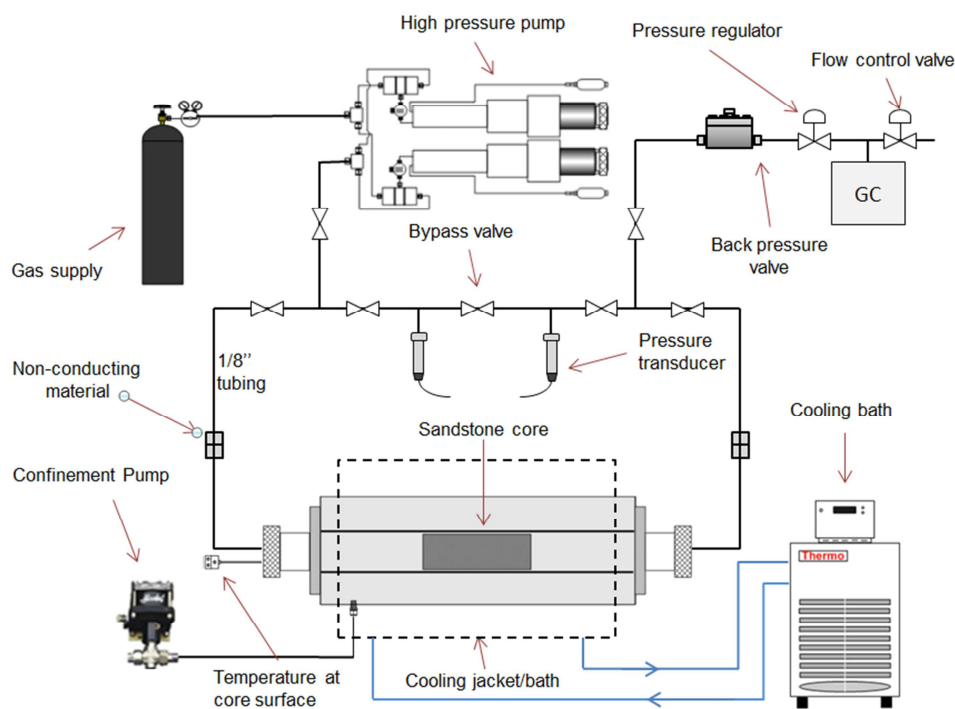 High pressure pump
Pressure regulator
Flow control valve
GC
Gas supply
Bypass valve
Back pressure
valve
Non-conducting
material
1/8’’
tubing
Pressure
transducer
Cooling bath
Sandstone core
Confinement Pump
Thermo
Temperature at
core surface
Cooling jacket/bath